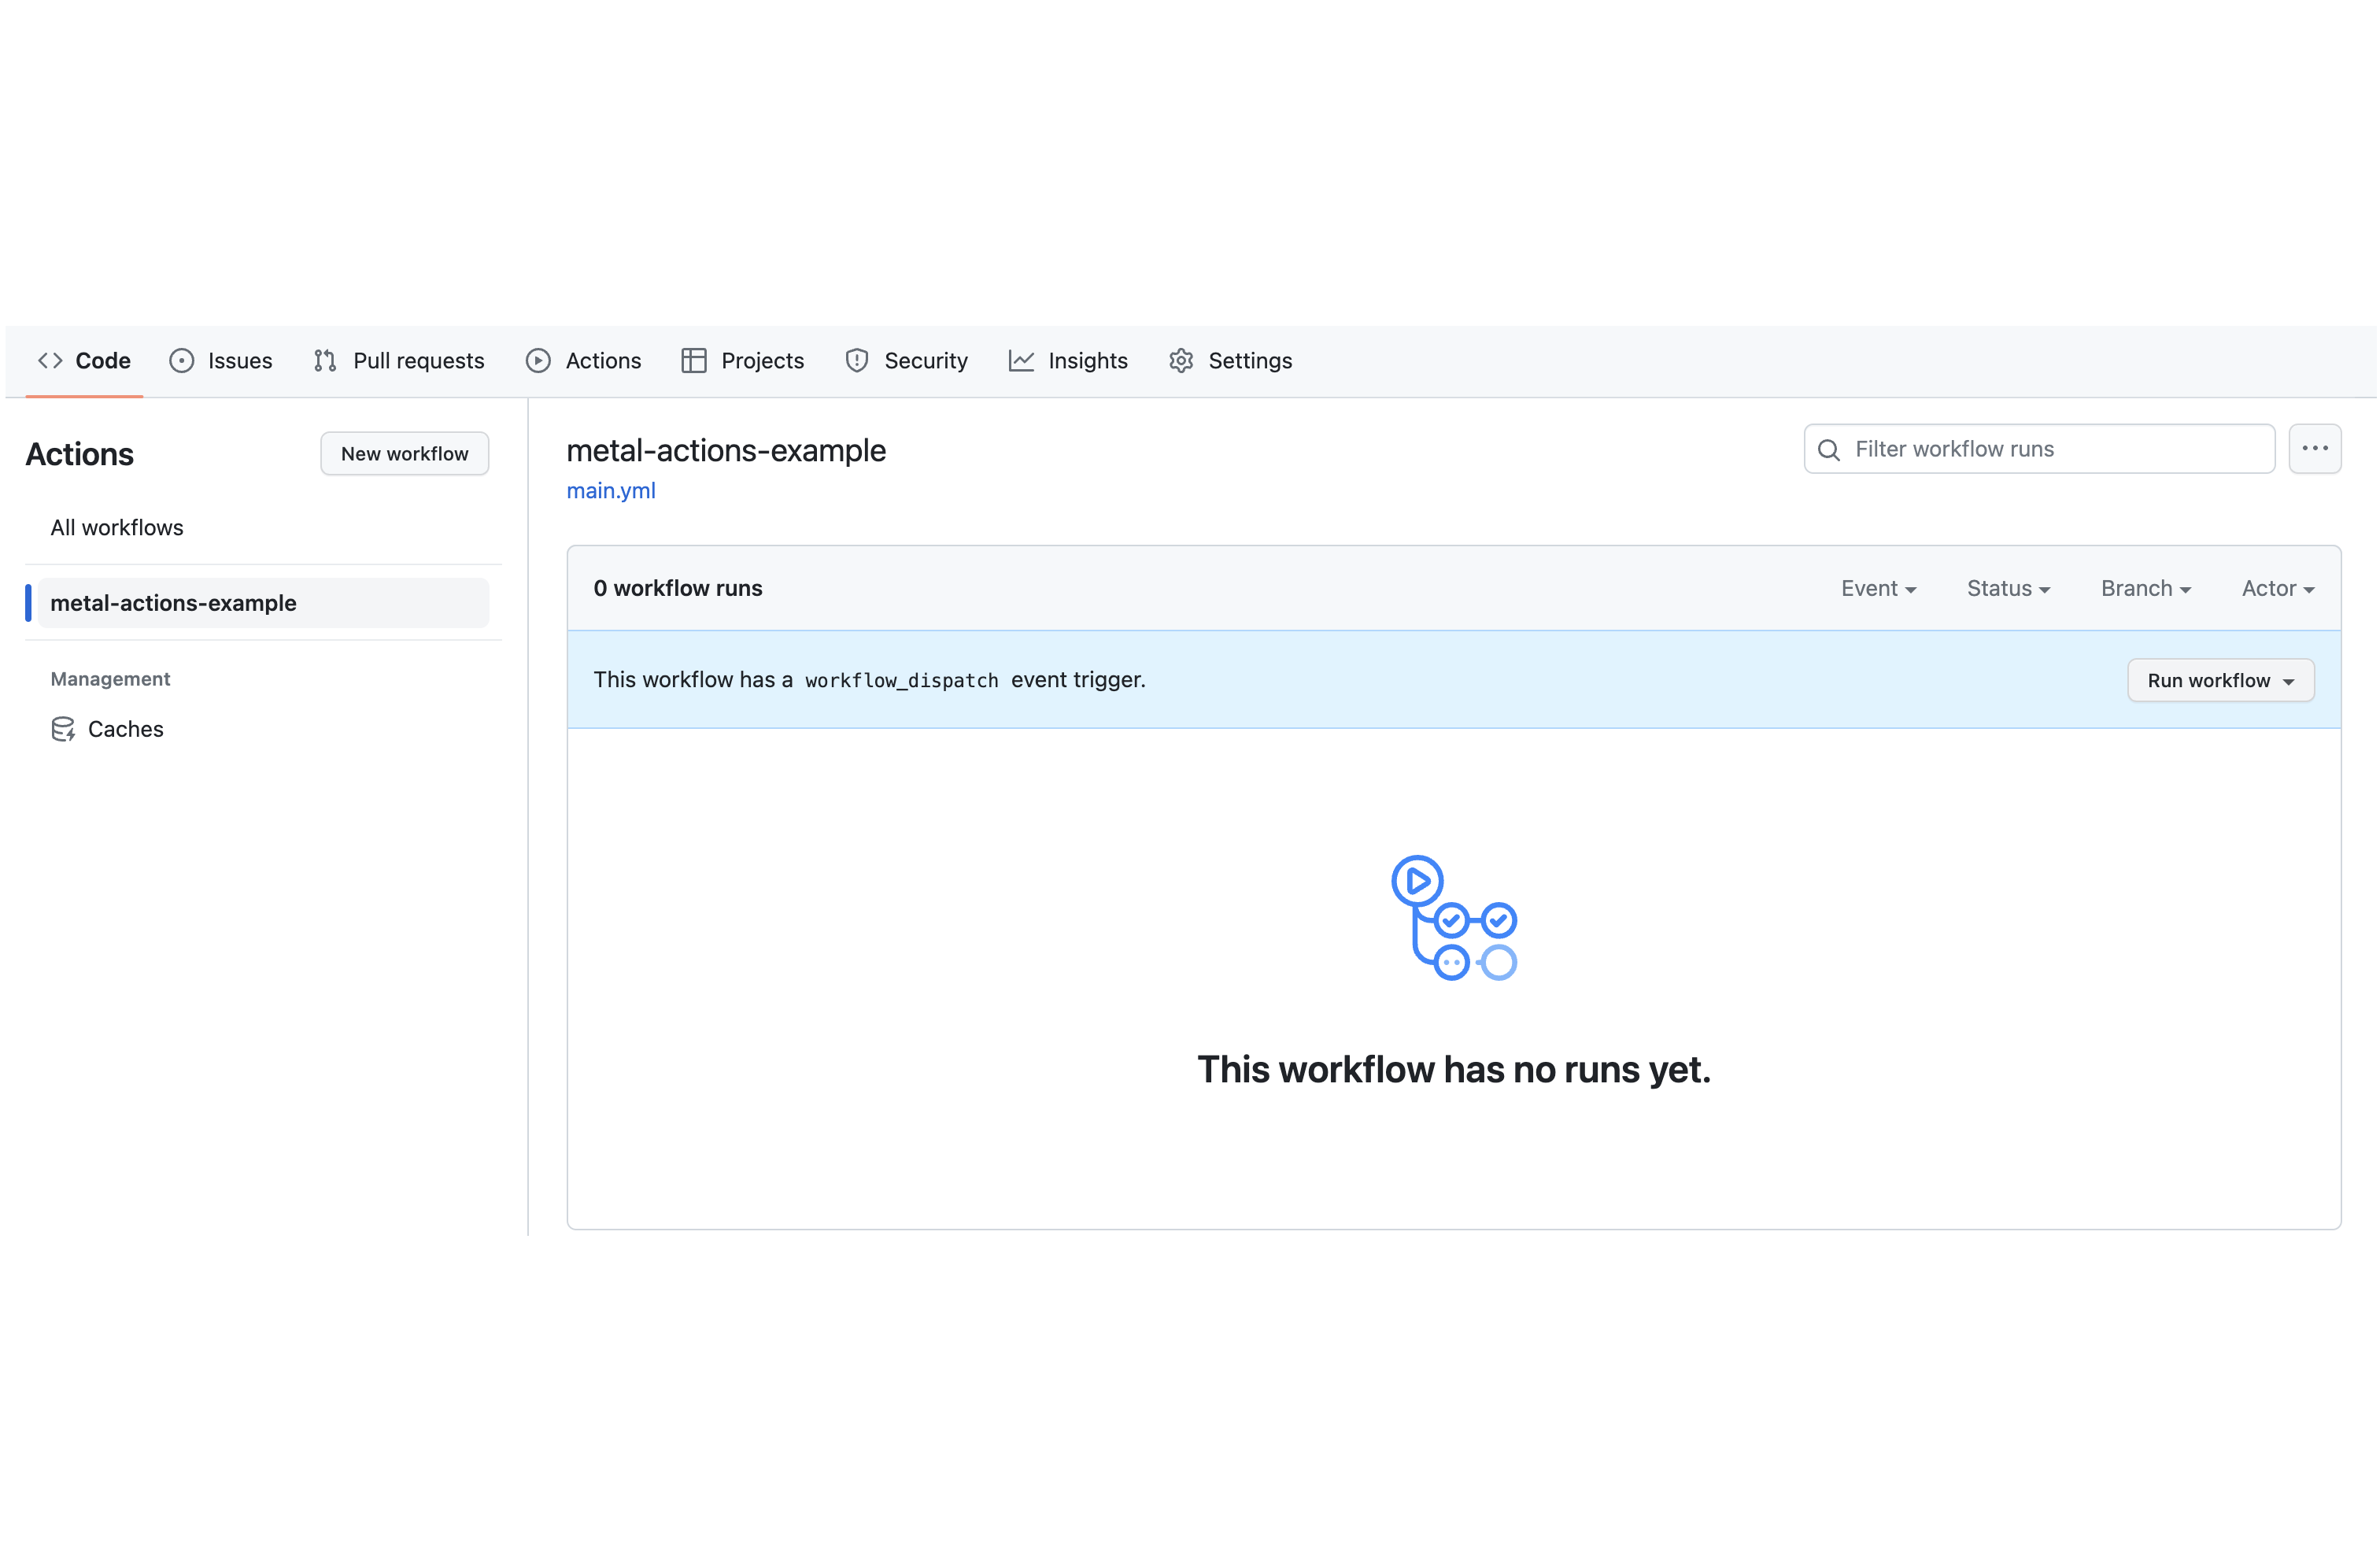 Code Issues Pull requests Actions Projects Security Insights Settings
Actions
New workflow
All workflows
metal-actions-example
Management
Caches
metal-actions-example
main.yml
Filter workflow runs
0 workflow runs
Event Status Branch Actor
This workflow has a workflow_dispatch event trigger.
Run workflow
This workflow has no runs yet.